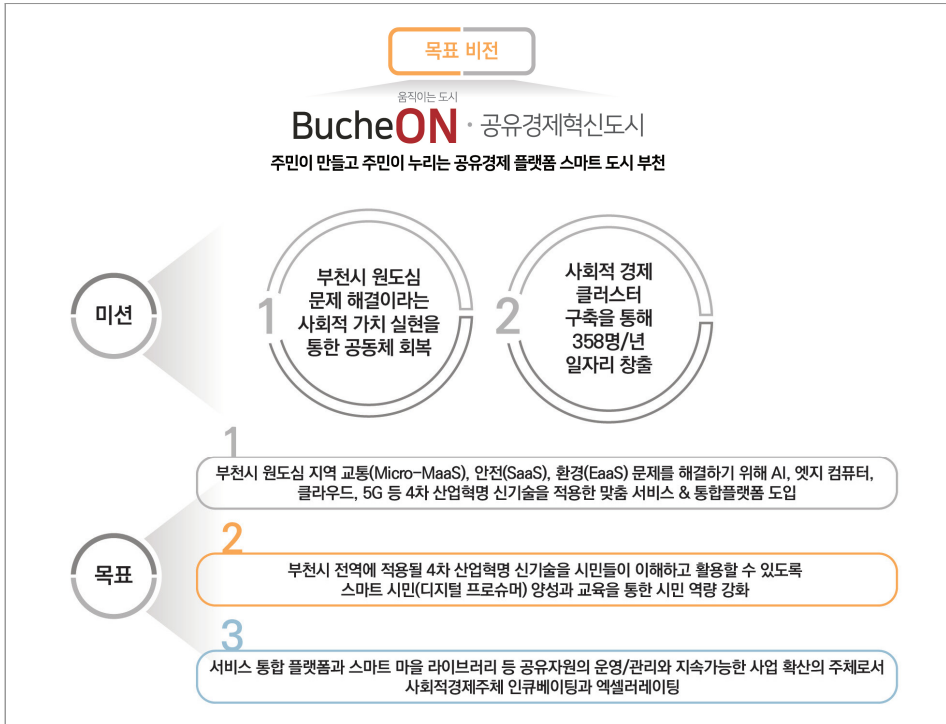 목표 비전
움직이는 도시
BucheON · 공유경제혁신도시
주민이 만들고 주민이 누리는 공유경제 플랫폼 스마트 도시 부천
미션
1
부천시 원도심
문제 해결이라는
사회적 가치 실현을
통한 공동체 회복
2
사회적 경제
클러스터
구축을 통해
358명/년
일자리 창출
목표
1
부천시 원도심 지역 교통(Micro-MaaS), 안전(SaaS), 환경(EaaS) 문제를 해결하기 위해 AI, 엣지 컴퓨터,
클라우드, 5G 등 4차 산업혁명 신기술을 적용한 맞춤 서비스 & 통합플랫폼 도입
2
부천시 전역에 적용될 4차 산업혁명 신기술을 시민들이 이해하고 활용할 수 있도록
스마트 시민(디지털 프로슈머) 양성과 교육을 통한 시민 역량 강화
3
서비스 통합 플랫폼과 스마트 마을 라이브러리 등 공유자원의 운영/관리와 지속가능한 사업 확산의 주체로서
사회적경제주체 인큐베이팅과 엑셀러레이팅